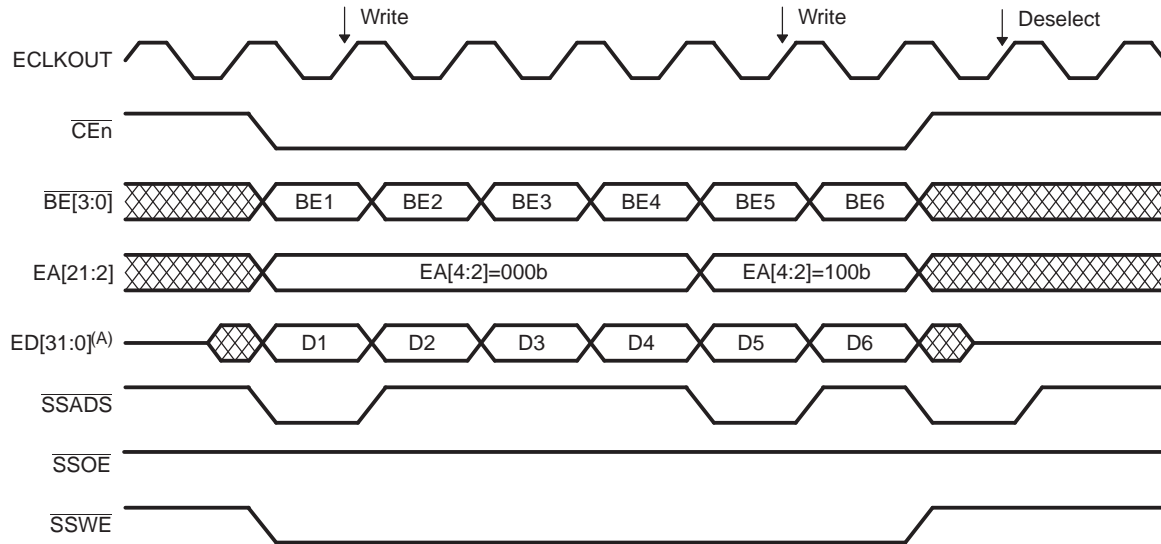 Write Write Deselect
ECLKOUT
CEn
BE[3:0] BE1 BE2 BE3 BE4 BE5 BE6
EA[21:2] EA[4:2]=000b EA[4:2]=100b
ED[31:0](A) D1 D2 D3 D4 D5 D6
SSADS
SSOE
SSWE